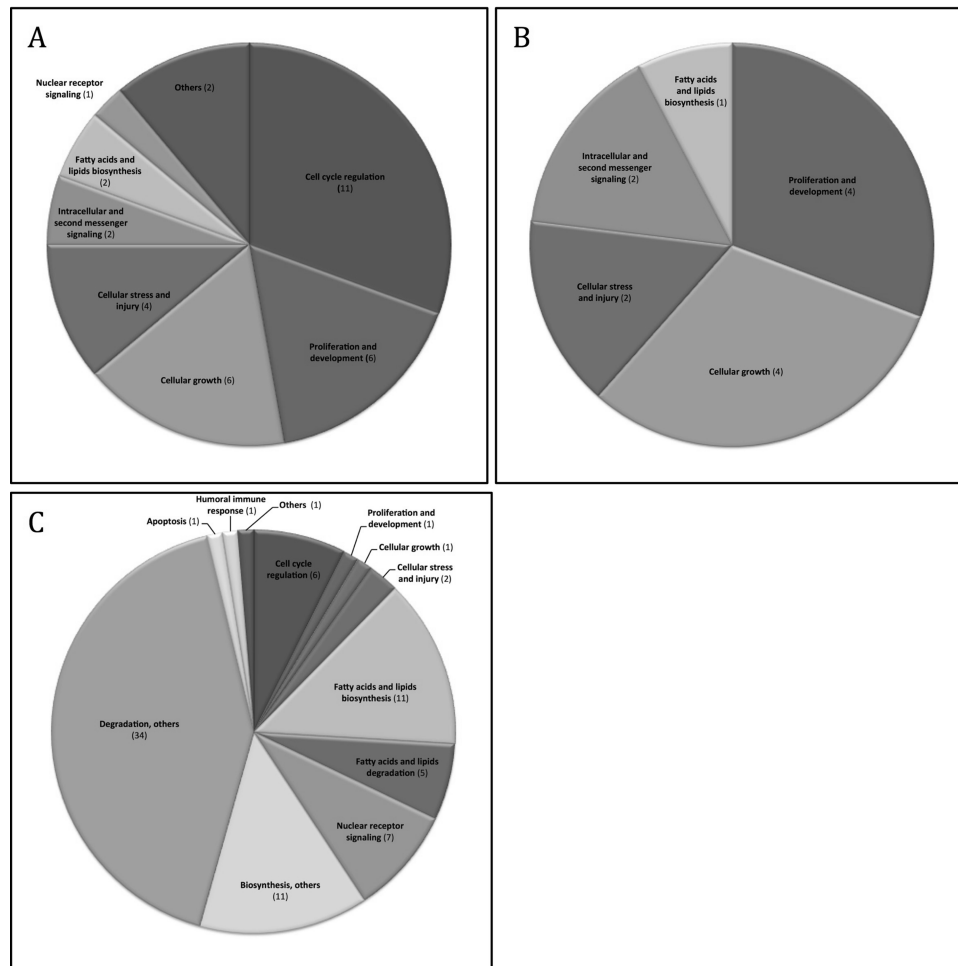 A
Nuclear receptor
signaling (1)
Others (2)
Cell cycle regulation
(11)
Fatty acids and
lipids biosynthesis
(2)
Intracellular and
second messenger
signaling (2)
Cellular stress and
injury (4)
Proliferation and
development (6)
Cellular growth (6)
B
Fatty acids
and lipids
biosynthesis (1)
Intracellular and
second messenger
signaling (2)
Proliferation and
development (4)
Cellular stress
and injury (2)
Cellular growth (4)
C
Humoral immune
response (1)
Others (1)
Apoptosis (1)
Proliferation and
development (1)
Cellular growth (1)
Cell cycle
regulation (6)
Cellular stress
and injury (2)
Fatty acids and lipids
biosynthesis (11)
Degradation, others
(34)
Fatty acids and lipids
degradation (5)
Nuclear receptor
signaling (7)
Biosynthesis, others
(11)